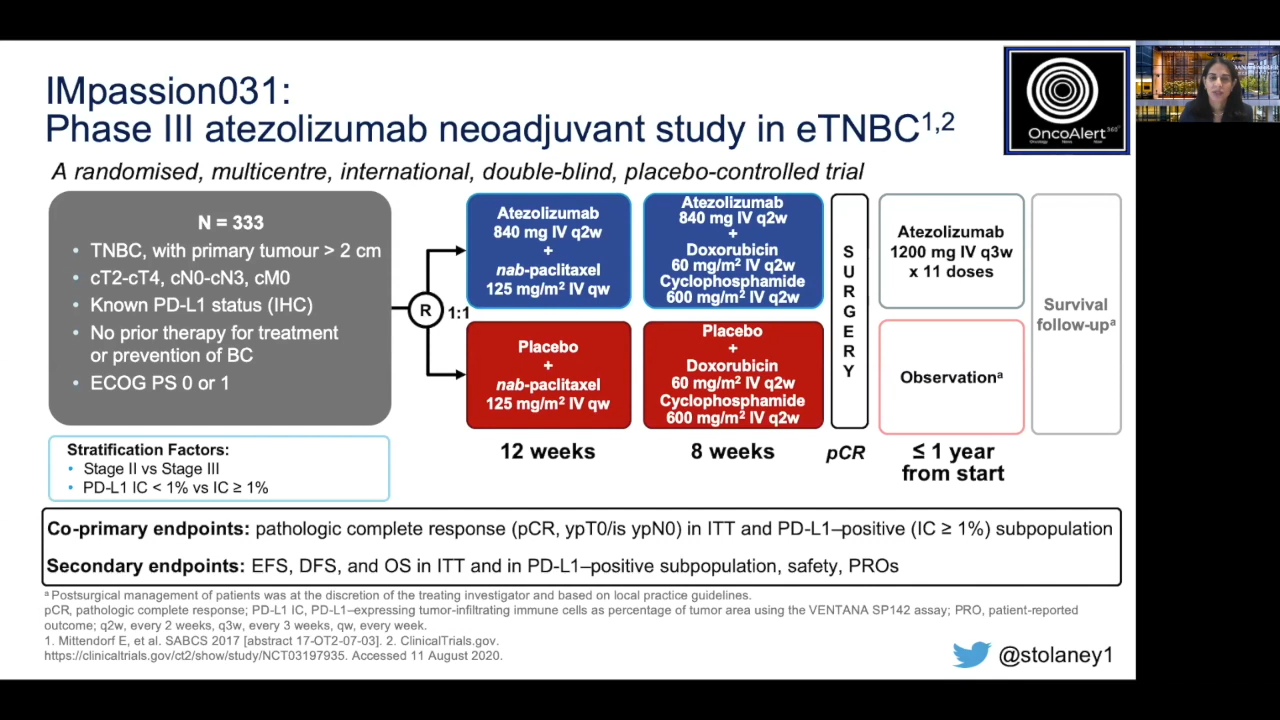 IMpassion031:
Phase III atezolizumab neoadjuvant study in eTNBC1,2
OncoAlert 360°
Oncology News Now
A randomised, multicentre, international, double-blind, placebo-controlled trial
N = 333
• TNBC, with primary tumour > 2 cm
• cT2-cT4, cN0-cN3, cM0
• Known PD-L1 status (IHC)
• No prior therapy for treatment
or prevention of BC
• ECOG PS 0 or 1
Stratification Factors:
• Stage II vs Stage III
• PD-L1 IC < 1% vs IC ≥ 1%
R
1:1
Atezolizumab
840 mg IV q2w
+
nab-paclitaxel
125 mg/m² IV qw
Atezolizumab
840 mg IV q2w
+
Doxorubicin
60 mg/m² IV q2w
Cyclophosphamide
600 mg/m² IV q2w
Placebo
+
nab-paclitaxel
125 mg/m² IV qw
Placebo
+
Doxorubicin
60 mg/m² IV q2w
Cyclophosphamide
600 mg/m² IV q2w
SURGERY
Atezolizumab
1200 mg IV q3w
x 11 doses
Observationᵃ
Survival
follow-upᵃ
12 weeks
8 weeks
pCR
≤ 1 year
from start
Co-primary endpoints: pathologic complete response (pCR, ypT0/is ypN0) in ITT and PD-L1–positive (IC ≥ 1%) subpopulation
Secondary endpoints: EFS, DFS, and OS in ITT and in PD-L1–positive subpopulation, safety, PROs
ᵃ Postsurgical management of patients was at the discretion of the treating investigator and based on local practice guidelines.
pCR, pathologic complete response; PD-L1 IC, PD-L1–expressing tumor-infiltrating immune cells as percentage of tumor area using the VENTANA SP142 assay; PRO, patient-reported
outcome; q2w, every 2 weeks, q3w, every 3 weeks, qw, every week.
1. Mittendorf E, et al. SABCS 2017 [abstract 17-OT2-07-03]. 2. ClinicalTrials.gov.
https://clinicaltrials.gov/ct2/show/study/NCT03197935. Accessed 11 August 2020.
@stolaney1